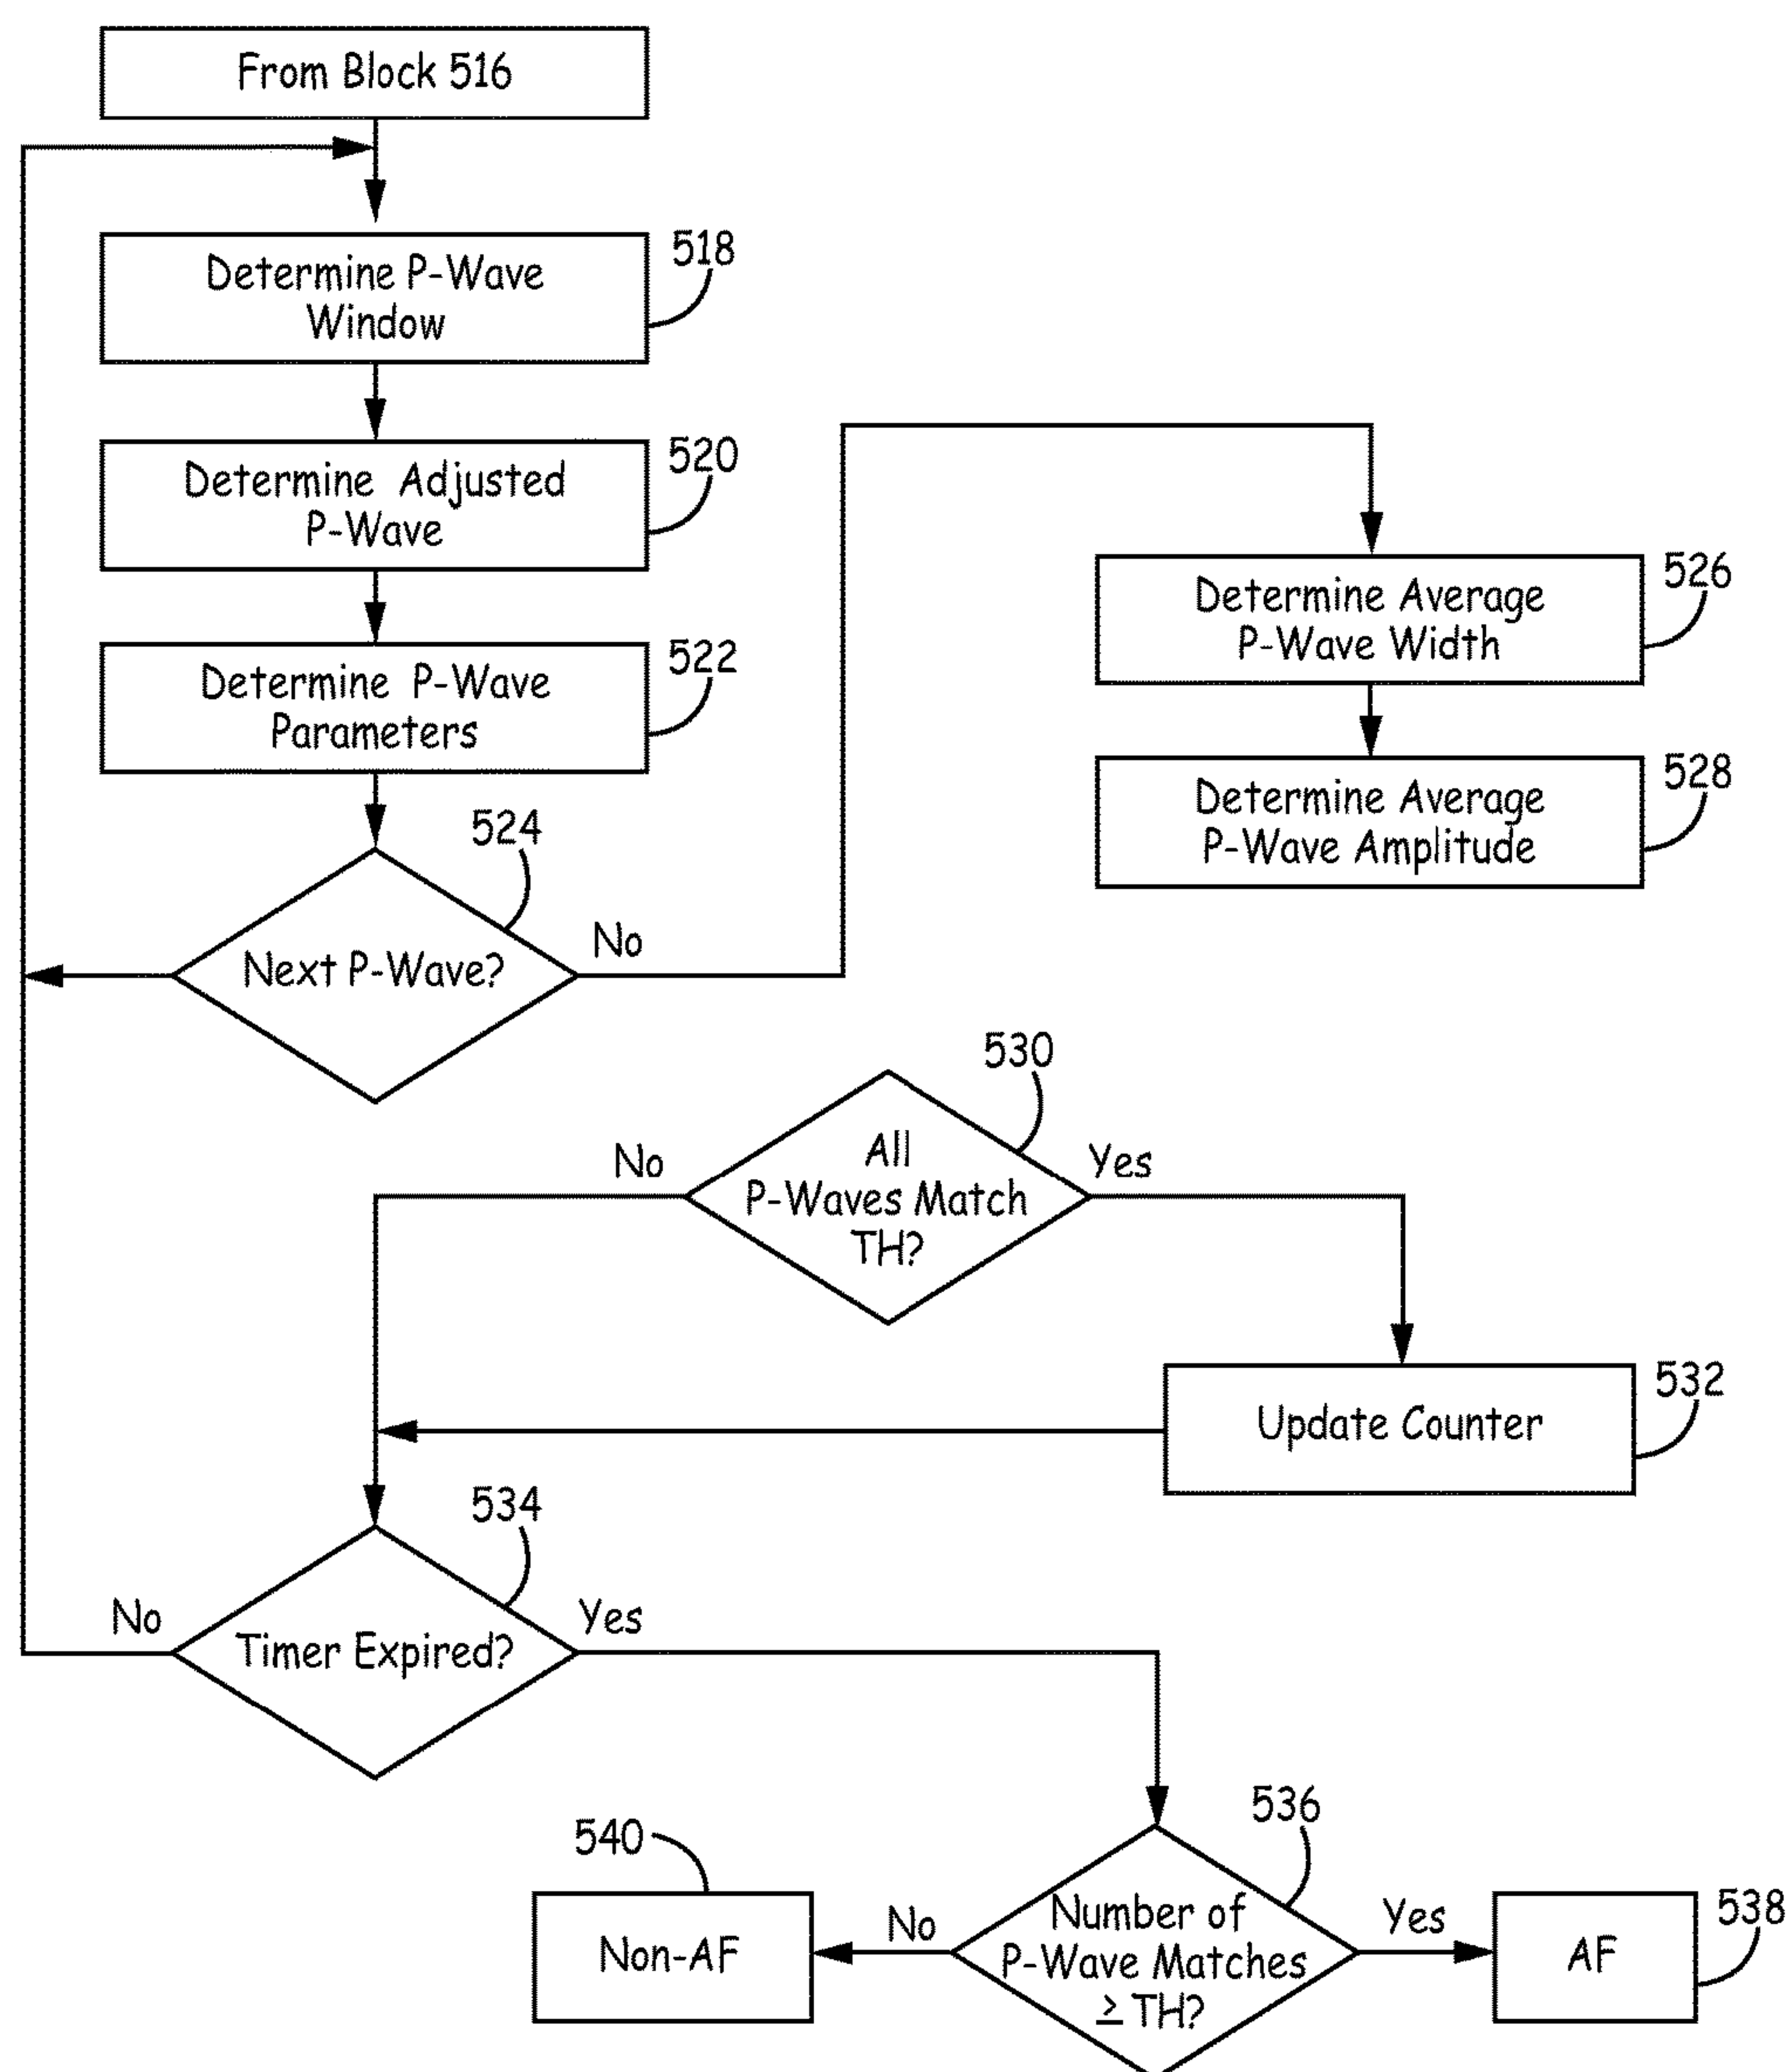 From Block 516
Determine P-Wave
Window
518
Determine Adjusted
P-Wave
520
Determine P-Wave
Parameters
522
524
Next P-Wave?
No
Determine Average
P-Wave Width
526
Determine Average
P-Wave Amplitude
528
530
All
P-Waves Match
TH?
No
Yes
Update Counter
532
534
Timer Expired?
No
Yes
536
Number of
P-Wave Matches
≥ TH?
No
Yes
540
Non-AF
AF
538